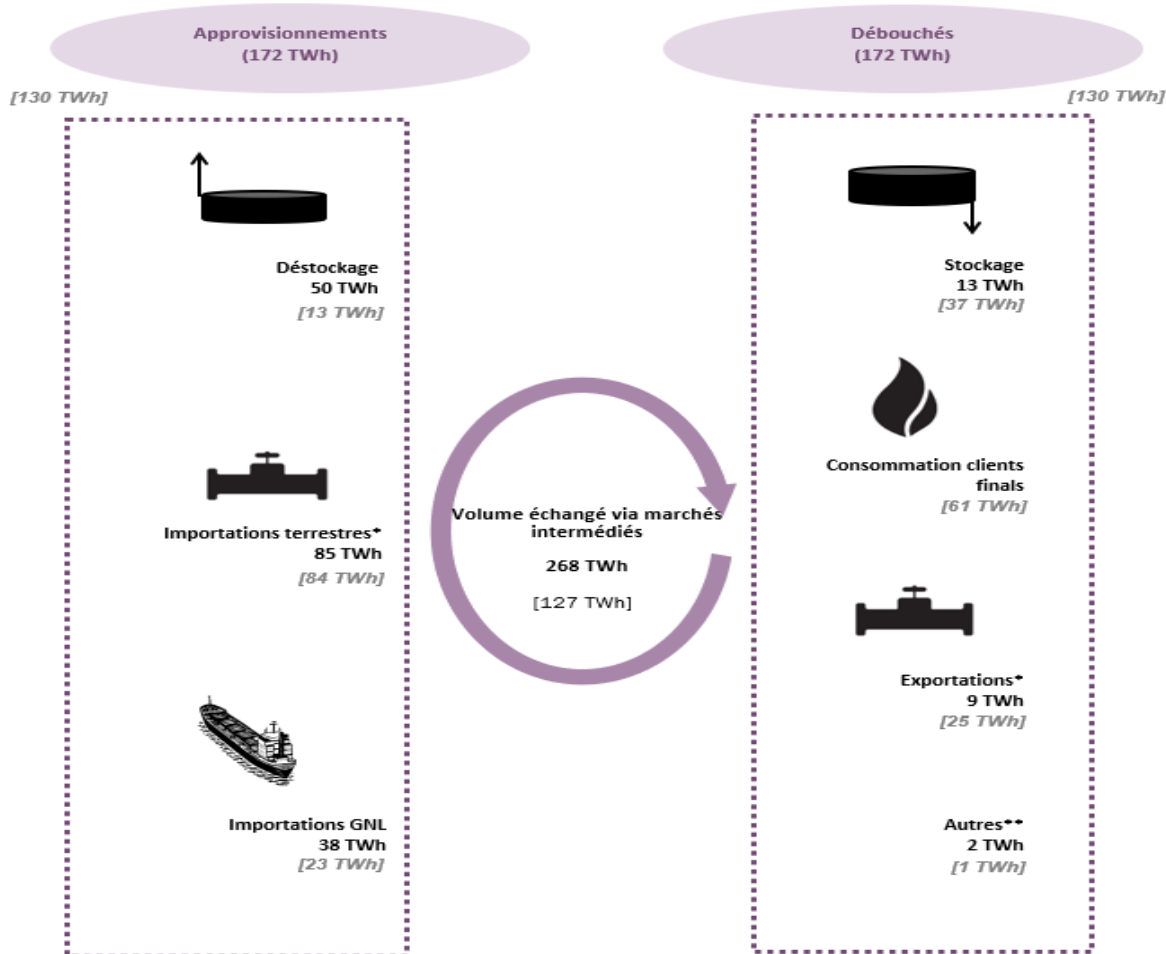 Approvisionnements
(172 TWh)
[130 TWh]
Déstockage
50 TWh
[13 TWh]
Importations terrestres*
85 TWh
[84 TWh]
Importations GNL
38 TWh
[23 TWh]
Volume échangé via marchés
intermédiés
268 TWh
[127 TWh]
Débouchés
(172 TWh)
[130 TWh]
Stockage
13 TWh
[37 TWh]
Consommation clients
finals
[61 TWh]
Exportations*
9 TWh
[25 TWh]
Autres**
2 TWh
[1 TWh]